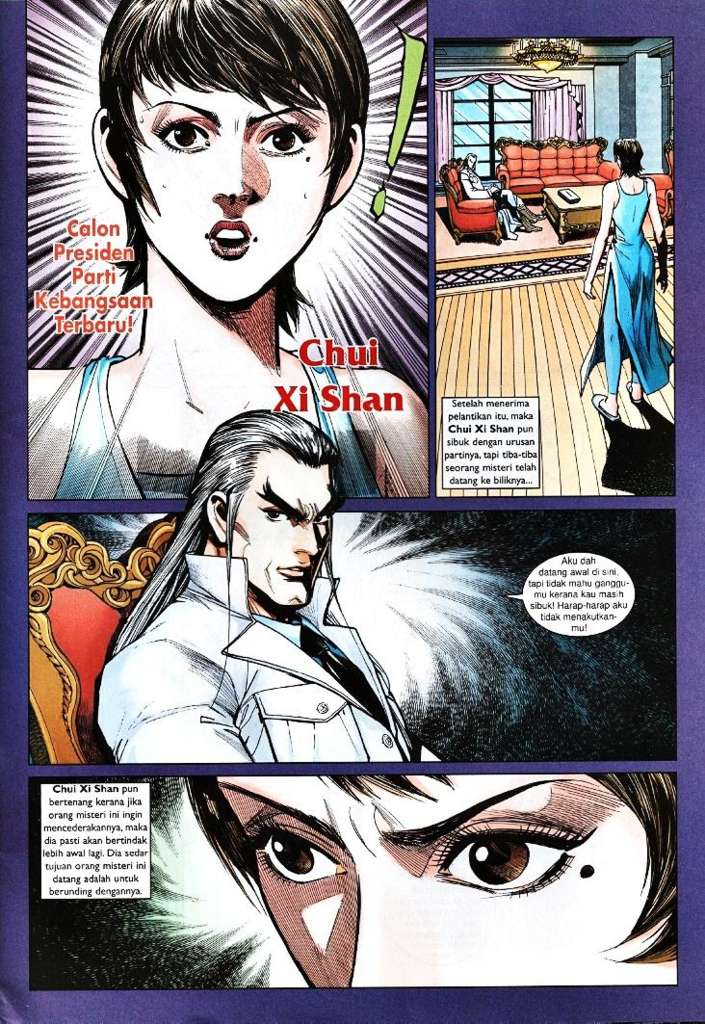 Calon
Presiden
Parti
Kebangsaan
Terbaru!
Chui
Xi Shan
Setelah menerima
pelantikan itu, maka
Chui Xi Shan pun
sibuk dengan urusan
partinya, tapi tiba-tiba
seorang misteri telah
datang ke biliknya...
Aku dah
datang awal di sini,
tapi tidak mahu ganggu-
mu kerana kau masih
sibuk! Harap-harap aku
tidak menakutkan-
mu!
Chui Xi Shan pun
bertenang kerana jika
orang misteri ini ingin
mencederakannya, maka
dia pasti akan bertindak
lebih awal lagi. Dia sedar
tujuan orang misteri ini
datang adalah untuk
berunding dengannya.